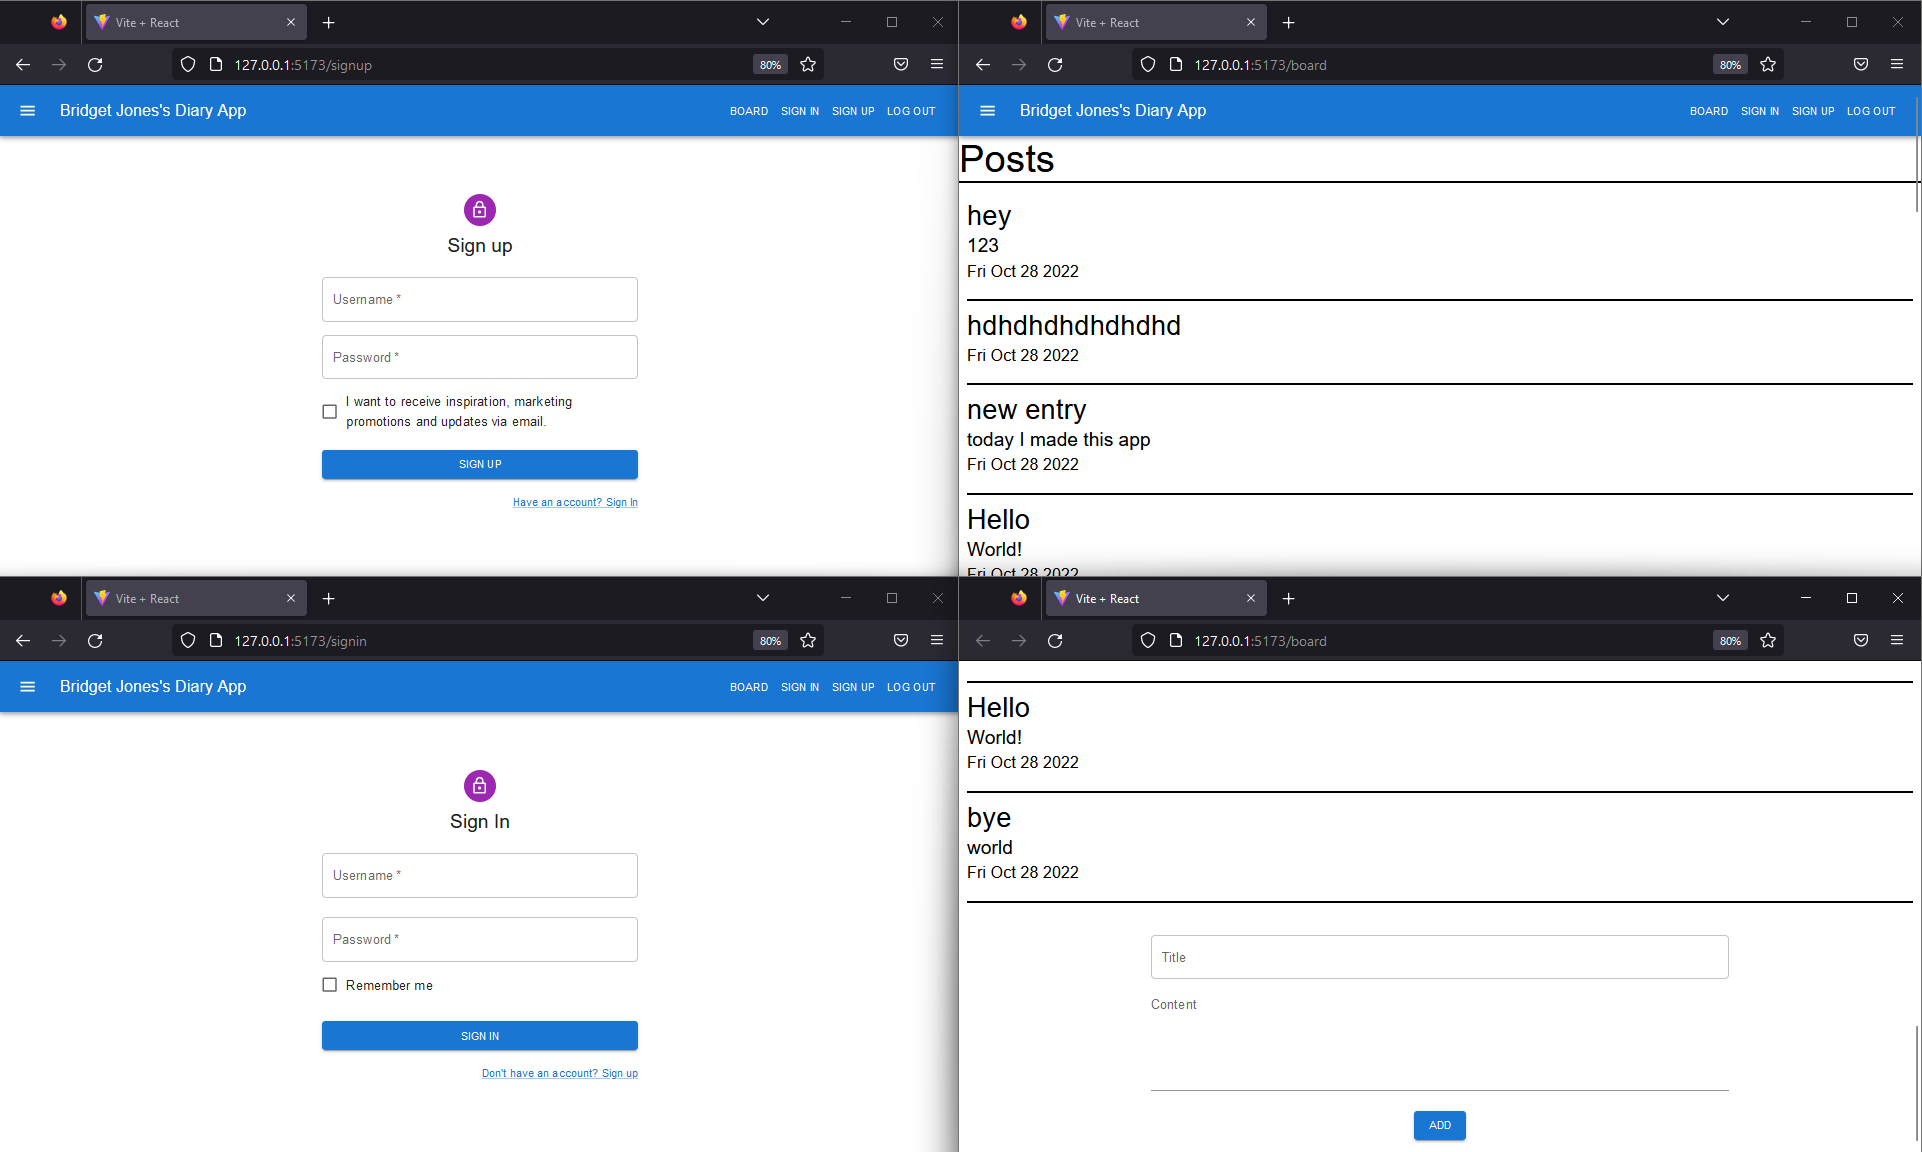 Vite + React
127.0.0.1:5173/signup
80%
Bridget Jones's Diary App
BOARD SIGN IN SIGN UP LOG OUT
Sign up
Username *
Password *
I want to receive inspiration, marketing
promotions and updates via email.
SIGN UP
Have an account? Sign In
Vite + React
127.0.0.1:5173/board
80%
Bridget Jones's Diary App
BOARD SIGN IN SIGN UP LOG OUT
Posts
hey
123
Fri Oct 28 2022
hdhdhdhdhdhdhd
Fri Oct 28 2022
new entry
today I made this app
Fri Oct 28 2022
Hello
World!
Fri Oct 28 2022
Vite + React
127.0.0.1:5173/signin
80%
Bridget Jones's Diary App
BOARD SIGN IN SIGN UP LOG OUT
Sign In
Username *
Password *
Remember me
SIGN IN
Don't have an account? Sign up
Vite + React
127.0.0.1:5173/board
80%
Hello
World!
Fri Oct 28 2022
bye
world
Fri Oct 28 2022
Title
Content
ADD